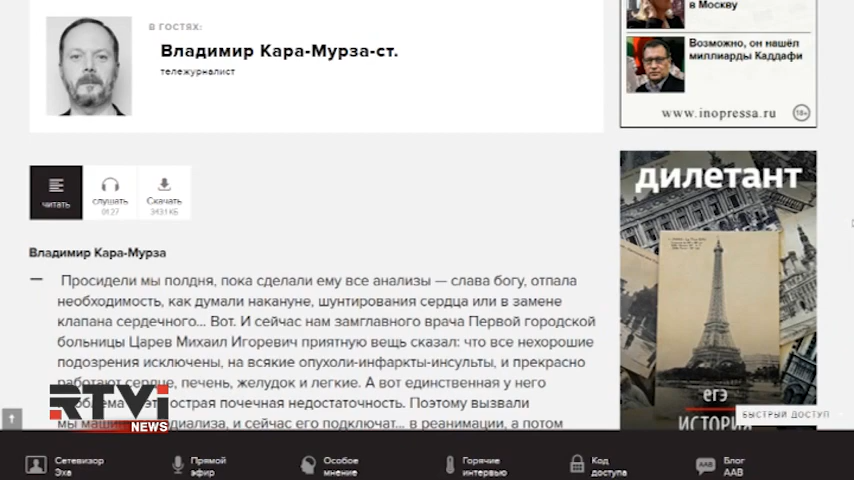 В ГОСТЯХ:
Владимир Кара-Мурза-ст.
тележурналист
в Москву
Возможно, он нашёл
миллиарды Каддафи
www.inopressa.ru
18+
читать
слушать
01:27
Скачать
343.1 КБ
дилетант
Владимир Кара-Мурза
— Просидели мы полдня, пока сделали ему все анализы — слава богу, отпала
необходимость, как думали накануне, шунтирования сердца или в замене
клапана сердечного... Вот. И сейчас нам замглавного врача Первой городской
больницы Царев Михаил Игоревич приятную вещь сказал: что все нехорошие
подозрения исключены, на всякие опухоли-инфаркты-инсульты, и прекрасно
работают сердце, печень, желудок и легкие. А вот единственная у него
острая почечная недостаточность. Поэтому вызвали
мы и сейчас его подключат... в реанимации, а потом
RTVi
NEWS
егэ
ИСТОРИЯ
БЫСТРЫЙ ДОСТУП
Сетевизор
Эха
Прямой
эфир
Особое
мнение
Горячие
интервью
Код
доступа
ААВ
Блог
ААВ